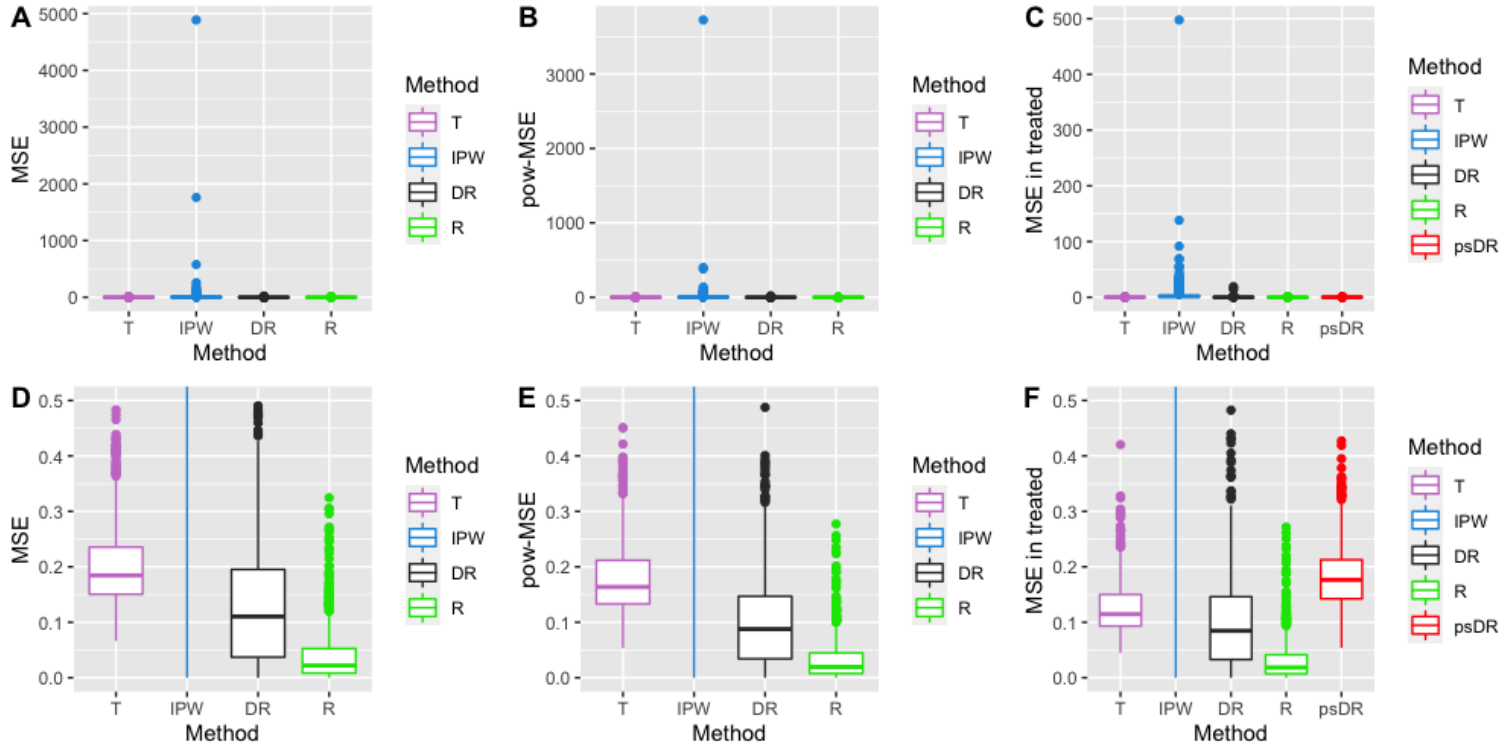 A
5000
4000
3000
2000
1000
0
MSE
T
IPW
DR
R
Method
Method
T
IPW
DR
R
B
3000
2000
1000
0
pow-MSE
T
IPW
DR
R
Method
Method
T
IPW
DR
R
C
500
400
300
200
100
0
MSE in treated
T
IPW
DR
R
psDR
Method
Method
T
IPW
DR
R
psDR
D
0.5
0.4
0.3
0.2
0.1
0.0
MSE
T
IPW
DR
R
Method
Method
T
IPW
DR
R
E
0.5
0.4
0.3
0.2
0.1
0.0
pow-MSE
T
IPW
DR
R
Method
Method
T
IPW
DR
R
F
0.5
0.4
0.3
0.2
0.1
0.0
MSE in treated
T
IPW
DR
R
psDR
Method
Method
T
IPW
DR
R
psDR